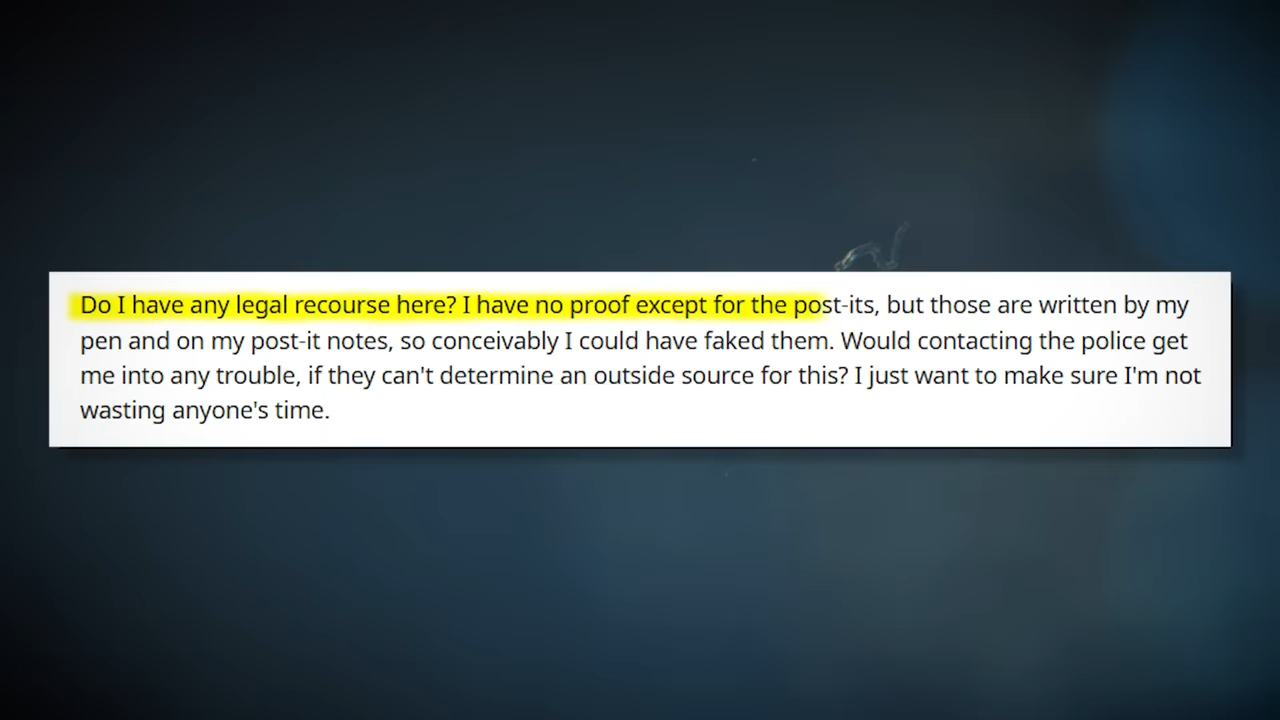 Do I have any legal recourse here? I have no proof except for the post-its, but those are written by my
pen and on my post-it notes, so conceivably I could have faked them. Would contacting the police get
me into any trouble, if they can't determine an outside source for this? I just want to make sure I'm not
wasting anyone's time.